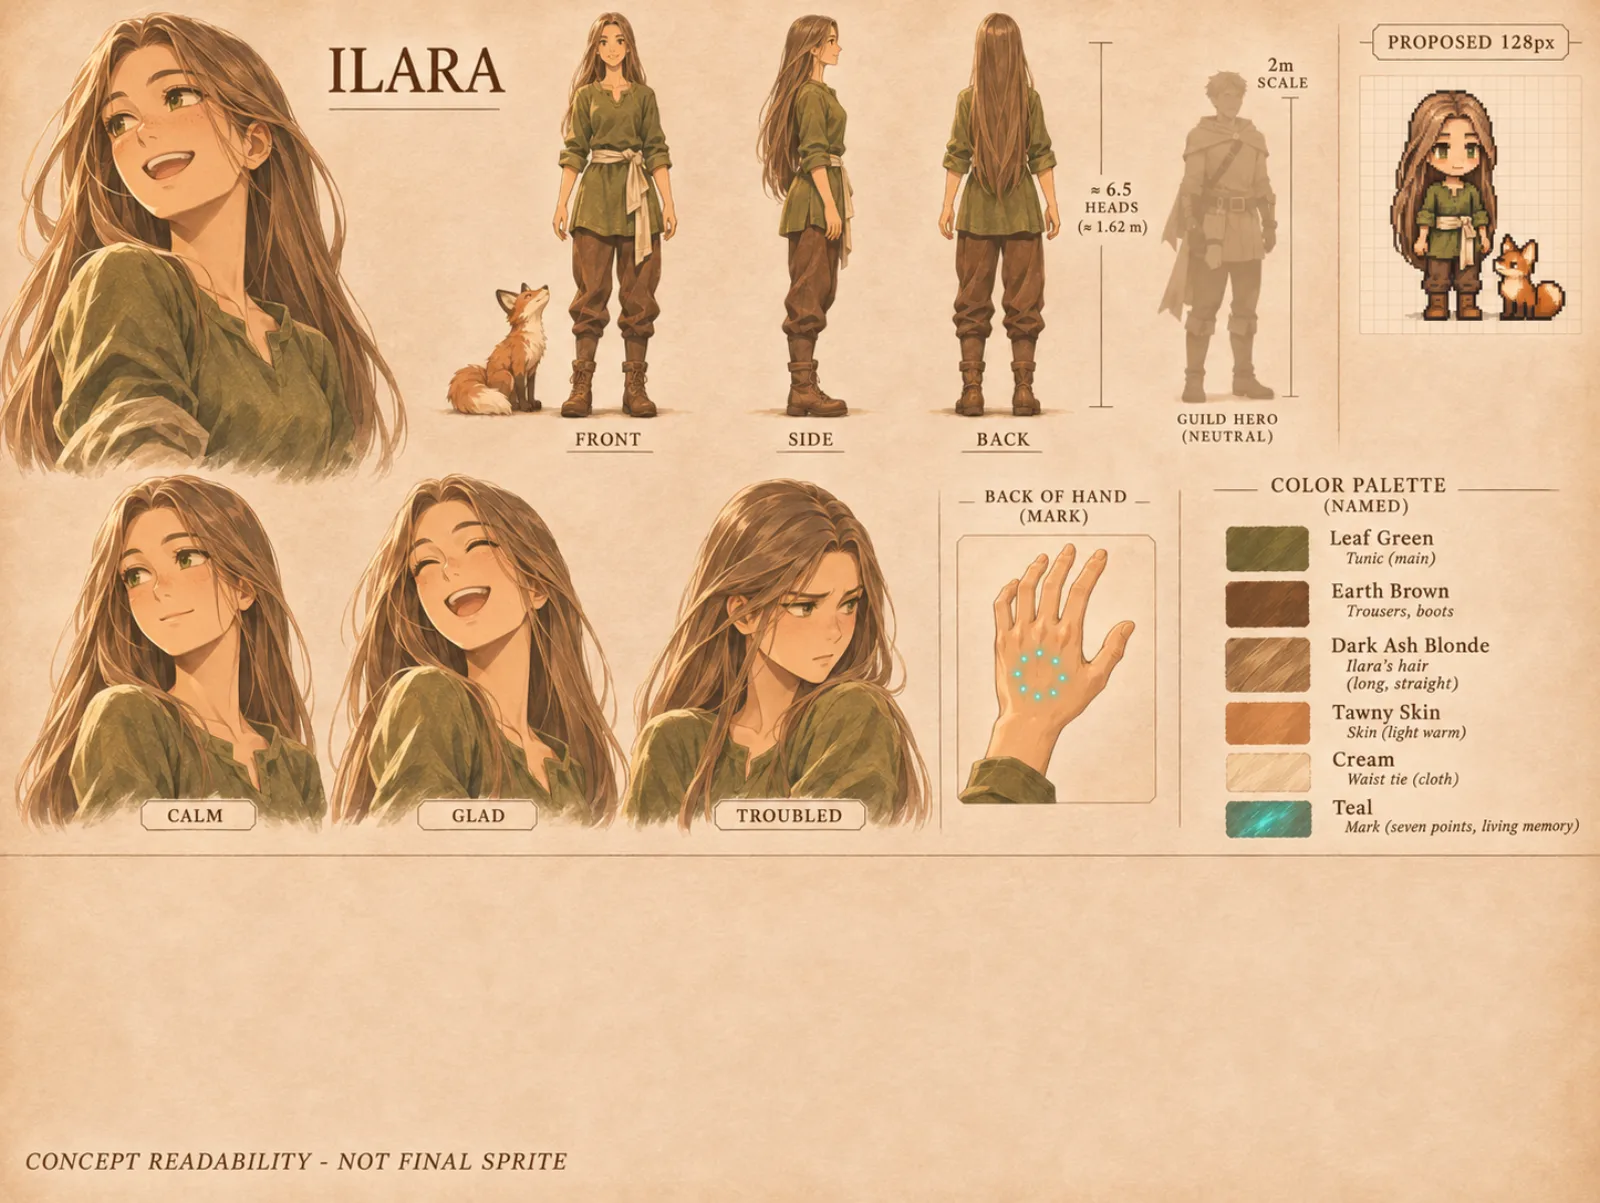 ILARA
FRONT
SIDE
BACK
≈ 6.5
HEADS
(≈ 1.62 m)
2m
SCALE
GUILD HERO
(NEUTRAL)
PROPOSED 128px
CALM
GLAD
TROUBLED
BACK OF HAND
(MARK)
COLOR PALETTE
(NAMED)
Leaf Green
Tunic (main)
Earth Brown
Trousers, boots
Dark Ash Blonde
Ilara's hair
(long, straight)
Tawny Skin
Skin (light warm)
Cream
Waist tie (cloth)
Teal
Mark (seven points, living memory)
CONCEPT READABILITY - NOT FINAL SPRITE